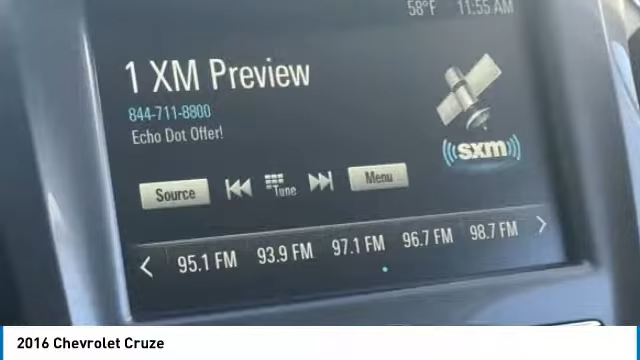 58°F 11:55 AM
1 XM Preview
844-711-8800
Echo Dot Offer!
((sxm))
Source Tune Menu
95.1 FM 93.9 FM 97.1 FM 96.7 FM 98.7 FM
2016 Chevrolet Cruze